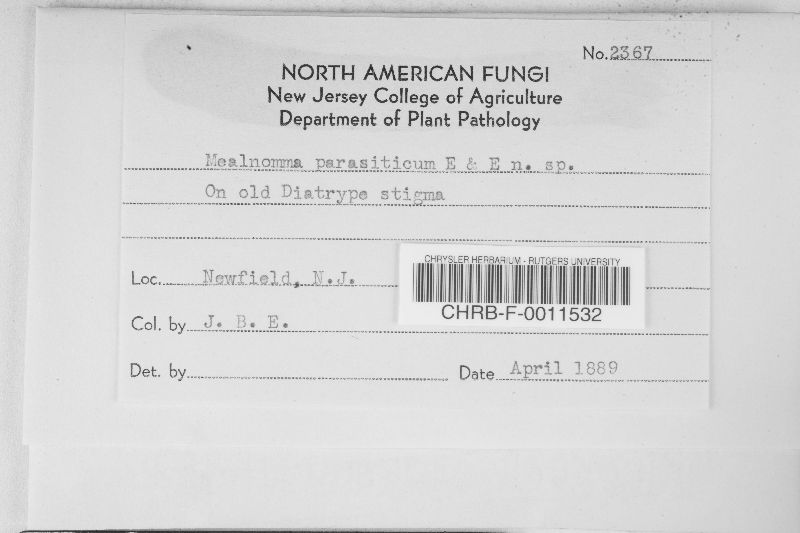 No. 2367
NORTH AMERICAN FUNGI
New Jersey College of Agriculture
Department of Plant Pathology
Mealnomma parasiticum E & E n. sp.
On old Diatrype stigma
CHRYSLER HERBARIUM - RUTGERS UNIVERSITY
Loc. Newfield, N.J.
CHRB-F-0011532
Col. by J. B. E.
Det. by
Date April 1889